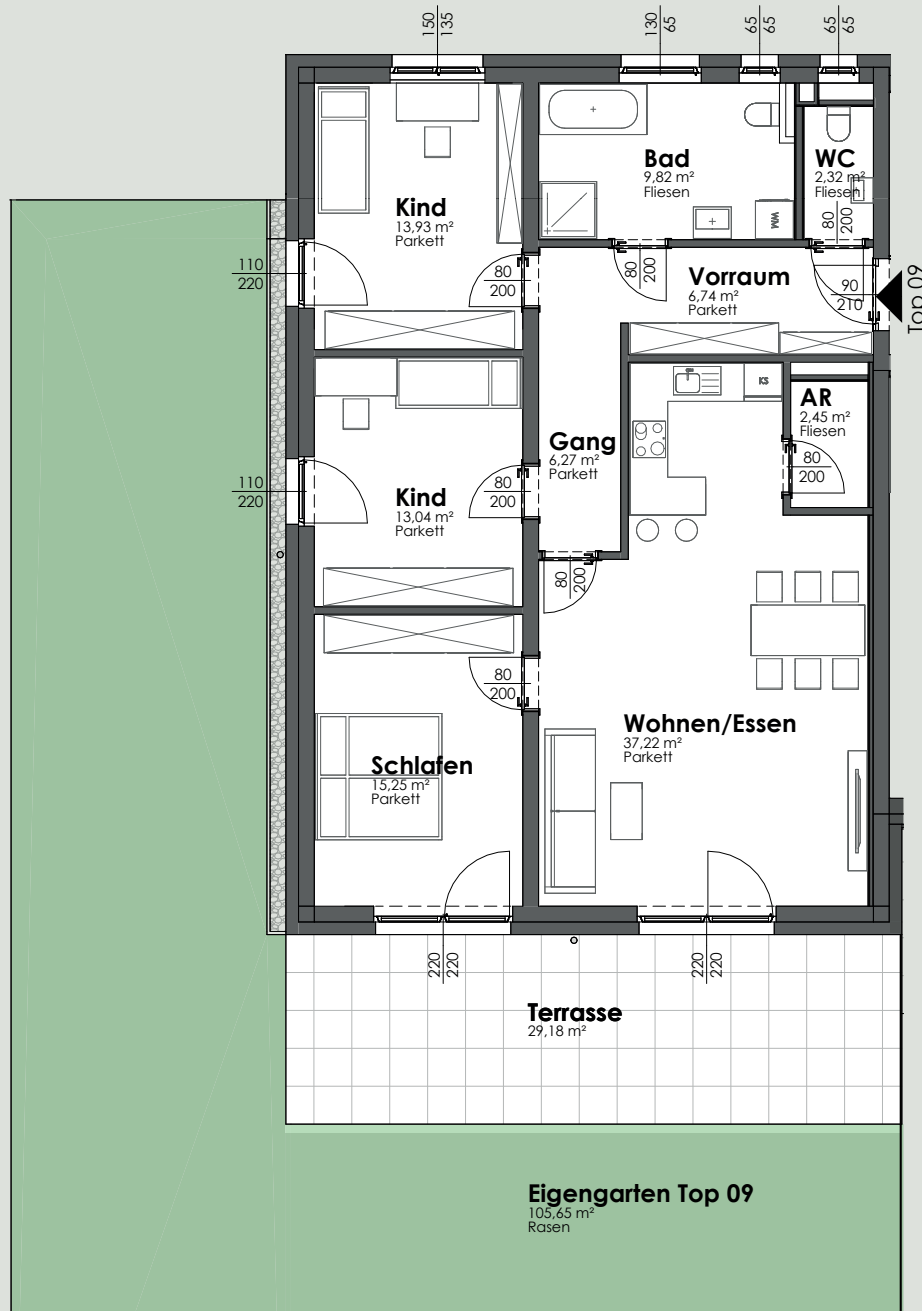 150
135
130
65
65
65
65
65
Kind
13,93 m²
Parkett
Bad
9,82 m²
Fliesen
WC
2,32 m²
Fliesen
WM
80
200
110
220
80
200
80
200
Vorraum
6,74 m²
Parkett
90
210
Top 09
KS
AR
2,45 m²
Fliesen
80
200
Gang
6,27 m²
Parkett
110
220
Kind
13,04 m²
Parkett
80
200
80
200
80
200
Wohnen/Essen
37,22 m²
Parkett
Schlafen
15,25 m²
Parkett
220
220
220
220
Terrasse
29,18 m²
Eigengarten Top 09
105,65 m²
Rasen